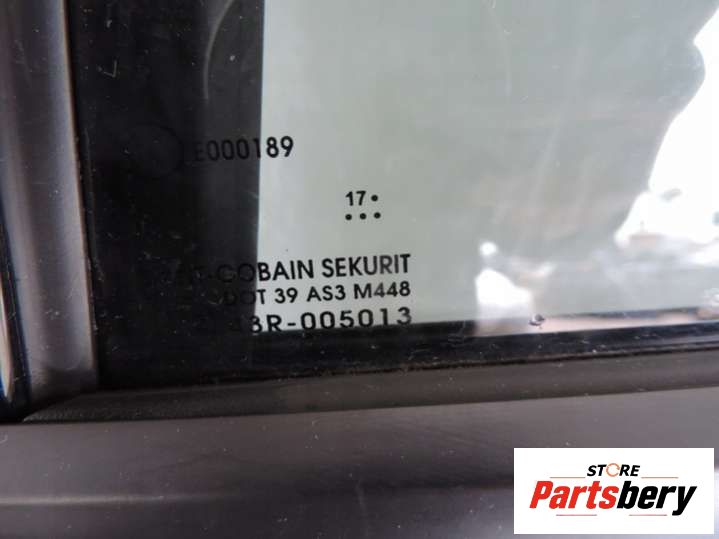 E000189
17•
•••
-GOBAIN SEKURIT
DOT 39 AS3 M448
43R-005013
STORE
Partsbery